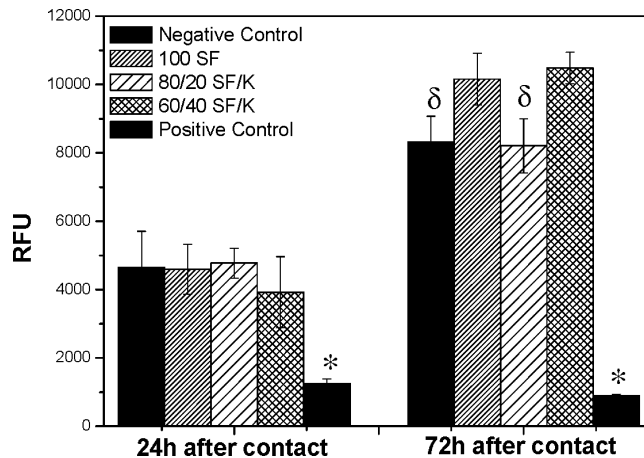 Negative Control
100 SF
80/20 SF/K
60/40 SF/K
Positive Control
RFU
12000
10000
8000
6000
4000
2000
0
δ
δ
*
*
24h after contact
72h after contact